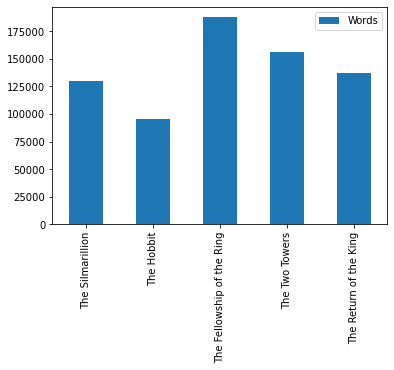 Words
175000
150000
125000
100000
75000
50000
25000
0
The Silmarillion
The Hobbit
The Fellowship of the Ring
The Two Towers
The Return of the King